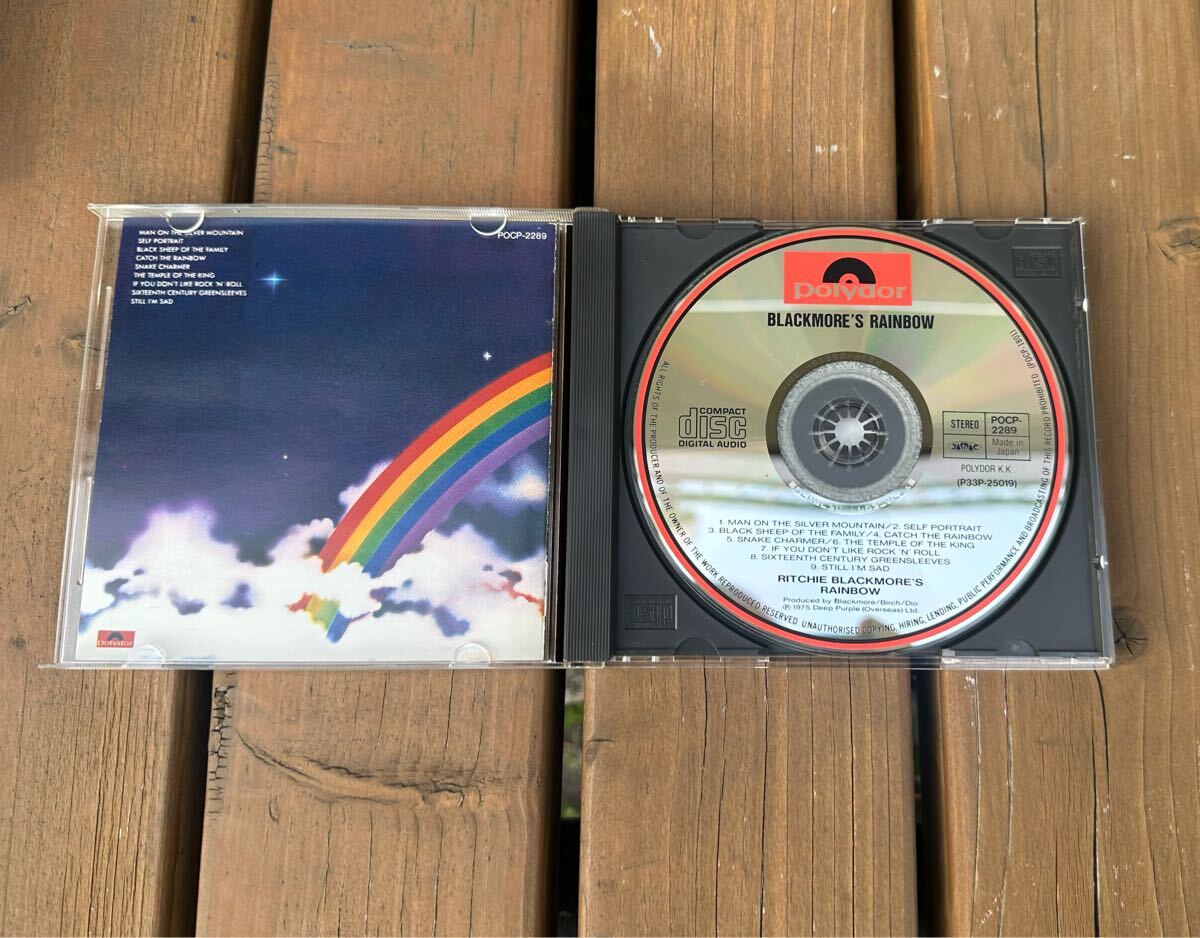 MAN ON THE SILVER MOUNTAIN
SELF PORTRAIT
BLACK SHEEP OF THE FAMILY
CATCH THE RAINBOW
SNAKE CHARMER
THE TEMPLE OF THE KING
IF YOU DON'T LIKE ROCK 'N' ROLL
SIXTEENTH CENTURY GREENSLEEVES
STILL I'M SAD
POCP-2289
polydor
polydor
BLACKMORE'S RAINBOW
COMPACT
disc
DIGITAL AUDIO
STEREO
POCP-
2289
JASRAC
Made in
Japan
POLYDOR K.K.
(P33P-25019)
1. MAN ON THE SILVER MOUNTAIN/2. SELF PORTRAIT
3. BLACK SHEEP OF THE FAMILY/4. CATCH THE RAINBOW
5. SNAKE CHARMER/6. THE TEMPLE OF THE KING
7. IF YOU DON'T LIKE ROCK 'N' ROLL
8. SIXTEENTH CENTURY GREENSLEEVES
9. STILL I'M SAD
RITCHIE BLACKMORE'S
RAINBOW
Produced by Blackmore/Birch/Dio
Ⓟ1975 Deep Purple (Overseas) Ltd.
ALL RIGHTS OF THE PRODUCER AND OF THE OWNER OF THE WORK REPRODUCED RESERVED. UNAUTHORISED COPYING, HIRING, LENDING, PUBLIC PERFORMANCE AND BROADCASTING OF THIS RECORD PROHIBITED (POCP-1801)